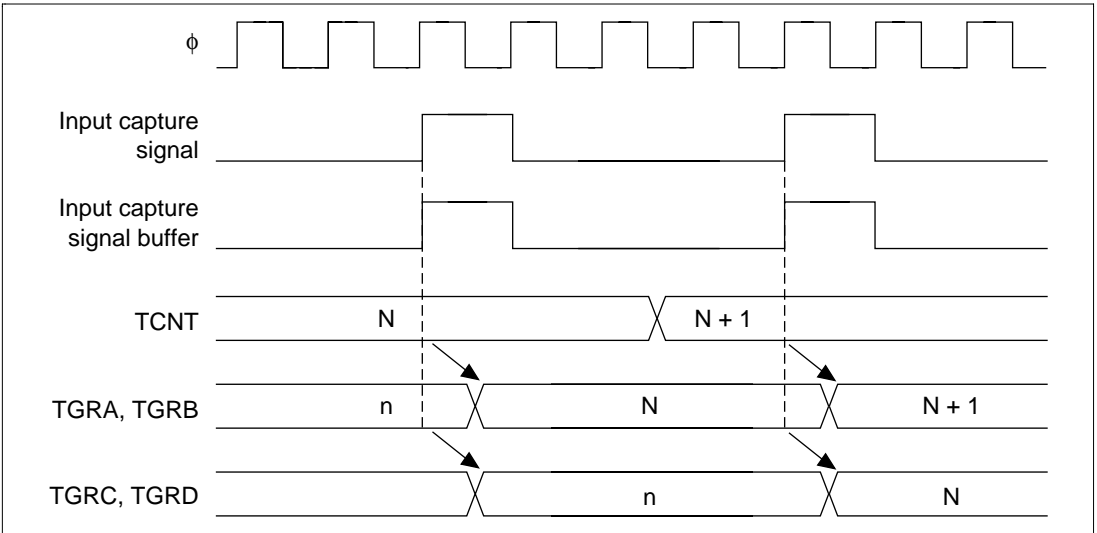 ϕ
Input capture
signal
Input capture
signal buffer
TCNT N N + 1
TGRA, TGRB n N N + 1
TGRC, TGRD n N